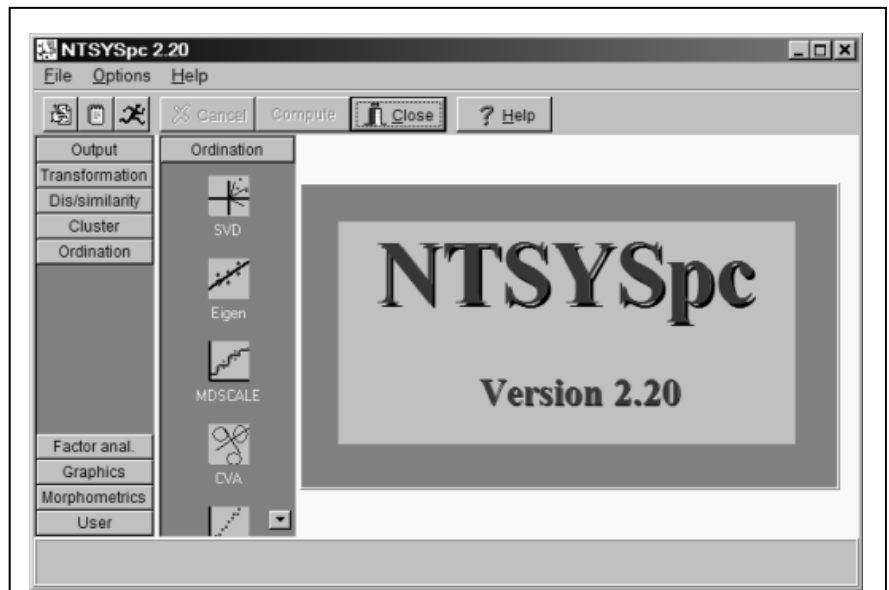 NTSYSpc 2.20
File Options Help
Cancel Compute Close ? Help
Output
Transformation
Dis/similarity
Cluster
Ordination
Factor anal.
Graphics
Morphometrics
User
Ordination
SVD
Eigen
MDSCALE
CVA
NTSYSpc
Version 2.20